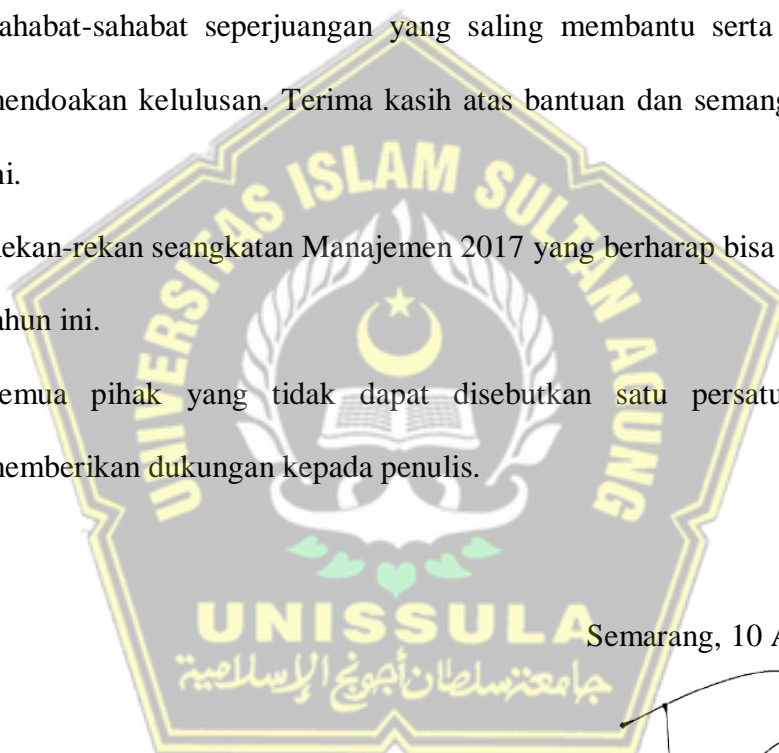 ahabat-sahabat seperjuangan yang saling membantu serta
nendoakan kelulusan. Terima kasih atas bantuan dan semang
ni.
ekan-rekan seangkatan Manajemen 2017 yang berharap bisa
ahun ini.
emua pihak yang tidak dapat disebutkan satu persatu
nemberikan dukungan kepada penulis.
UNIVERSITAS ISLAM SULTAN AGUNG
UNISSULA
جامعة سلطان أجونج الإسلامية
Semarang, 10 A